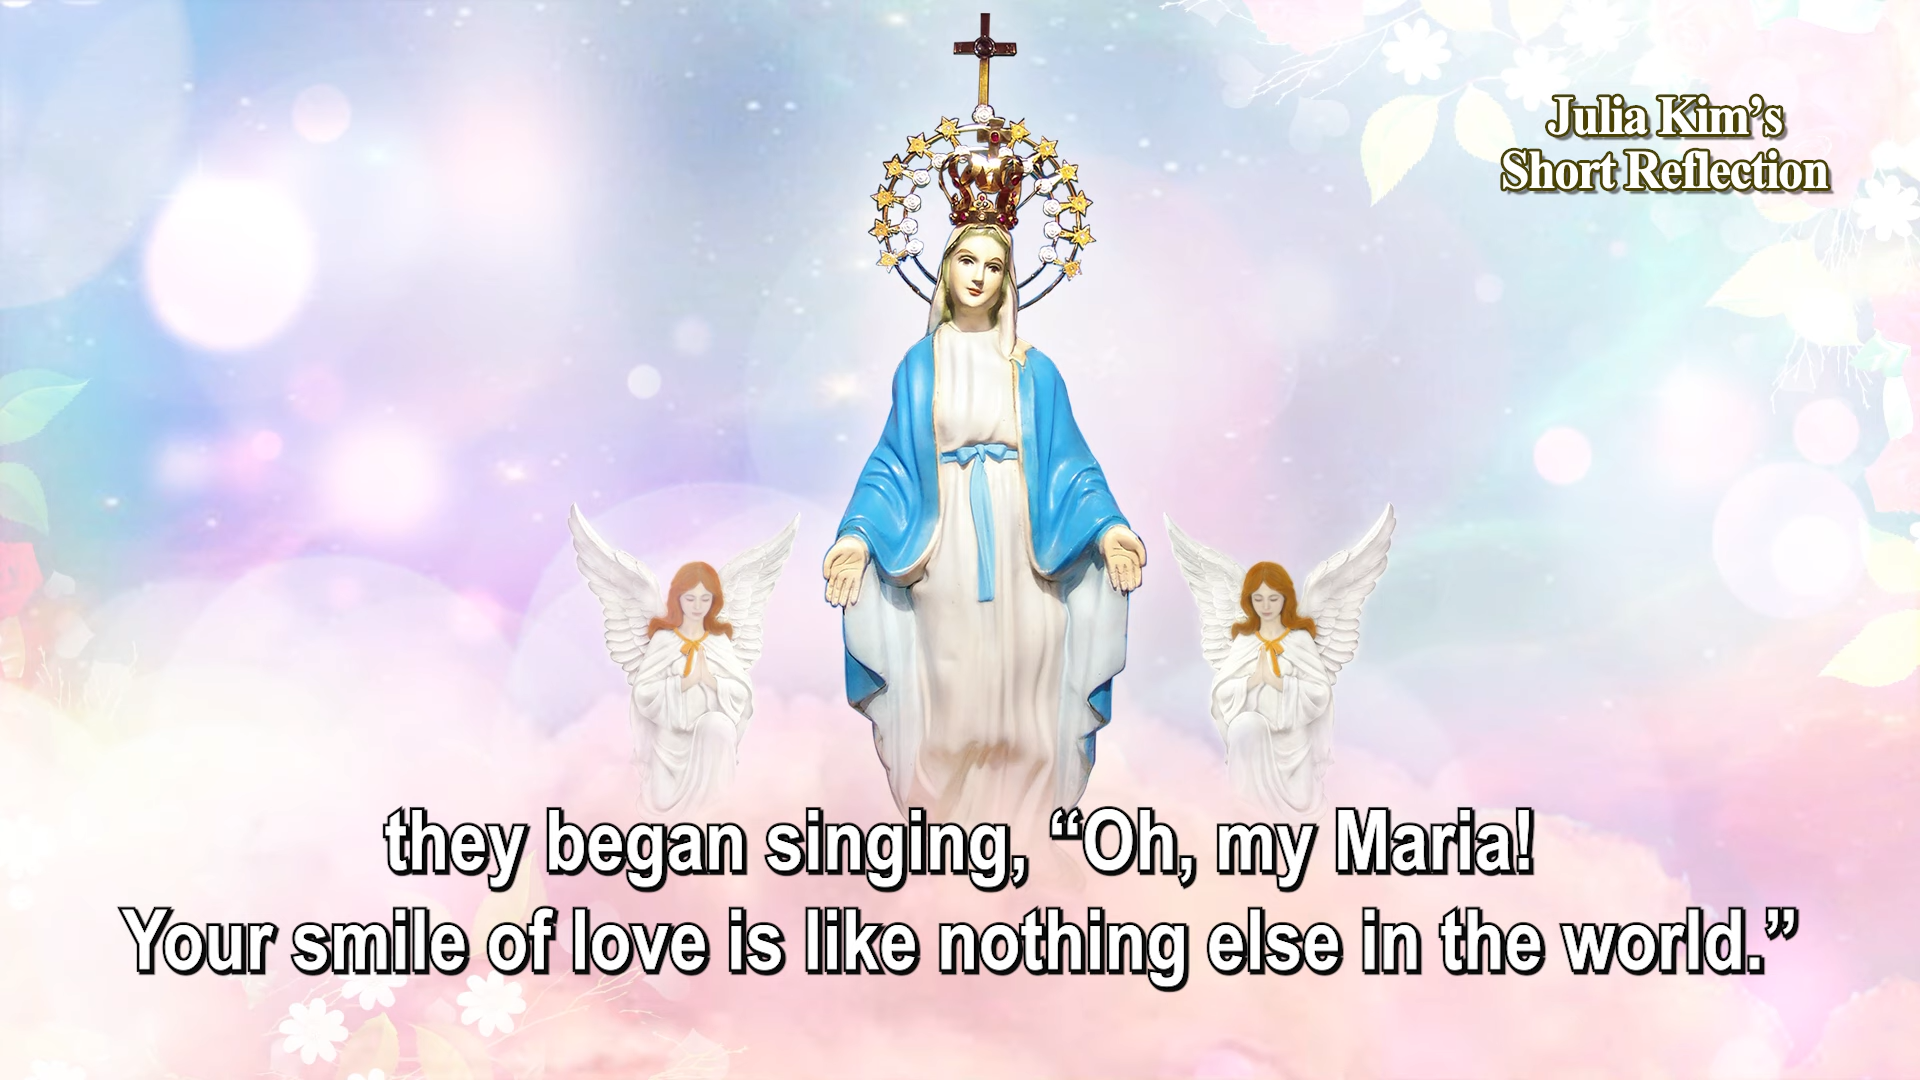 Julia Kim’s
Short Reflection
they began singing, “Oh, my Maria!
Your smile of love is like nothing else in the world.”